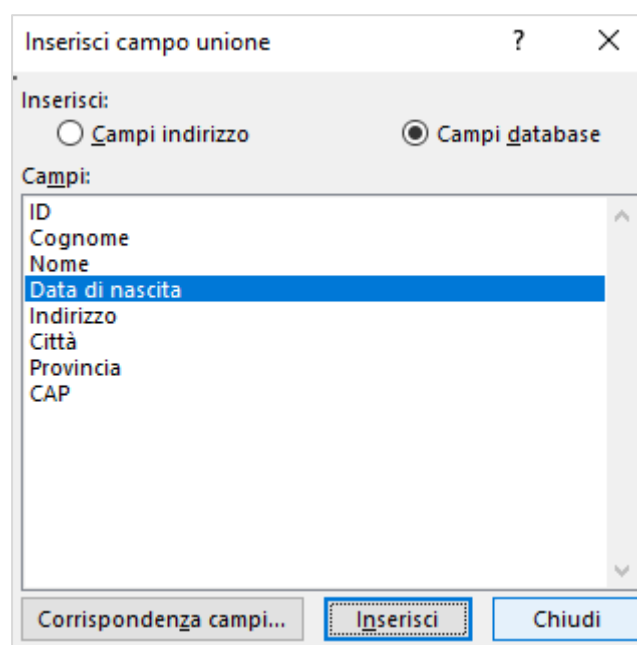 Inserisci campo unione ?
Inserisci:
Campi indirizzo Campi database
Campi:
ID
Cognome
Nome
Data di nascita
Indirizzo
Città
Provincia
CAP
Corrispondenza campi... Inserisci Chiudi